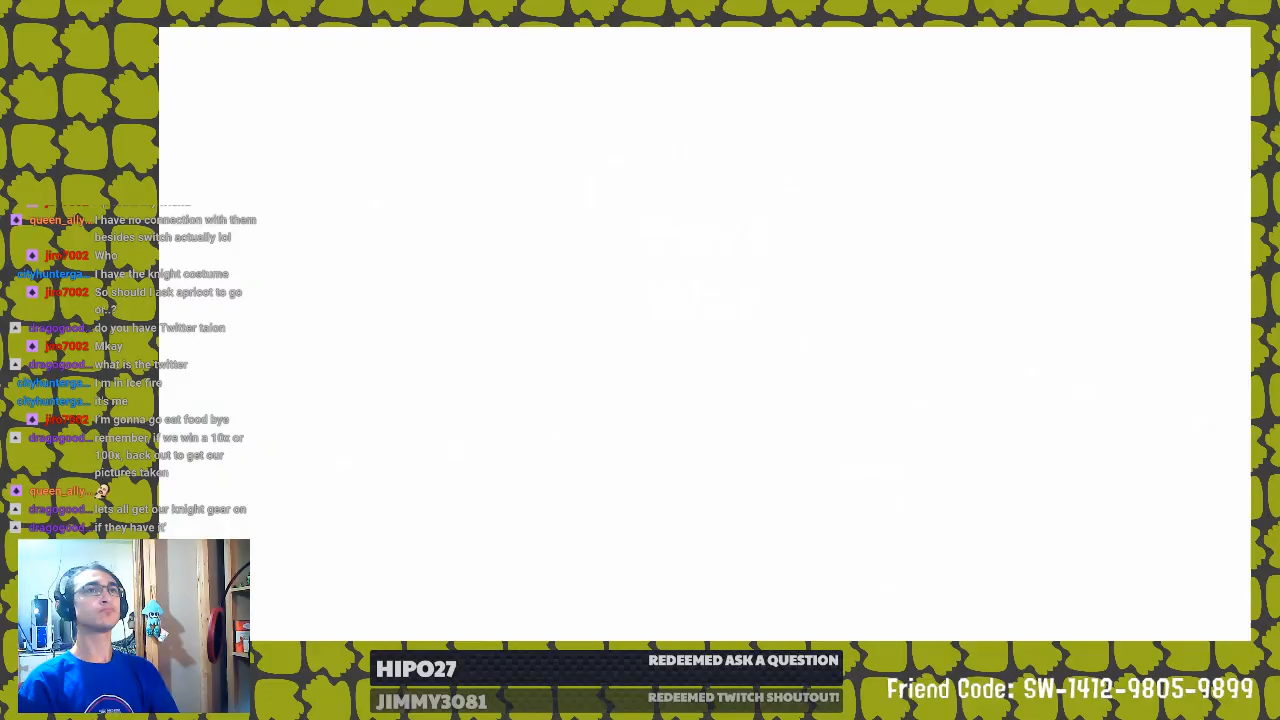 queen_ally... I have no connection with them
besides switch actually lol
jiro7002 Who
cityhunterga... I have the knight costume
jiro7002 So should I ask apricot to go
or..?
dragogood... do you have Twitter talon
jiro7002 Mkay
dragogood... what is the twitter
cityhunterga... I'm in ice fire
cityhunterga... it's me
jiro7002 I'm gonna go eat food bye
dragogood... remember, if we win a 10x or
100x, back out to get our
pictures taken
queen_ally...
dragogood... lets all get our knight gear on
dragogood... if they have it'
HIPO27 REDEEMED ASK A QUESTION
JIMMY3081 REDEEMED TWITCH SHOUTOUT!
Friend Code: SW-1412-9805-9899